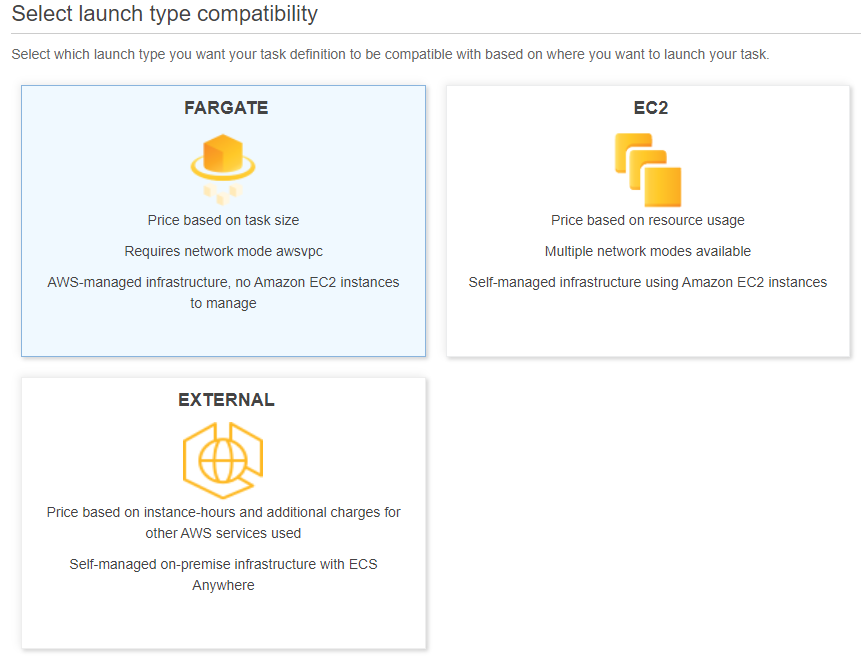 Select launch type compatibility
Select which launch type you want your task definition to be compatible with based on where you want to launch your task.
FARGATE
Price based on task size
Requires network mode awsvpc
AWS-managed infrastructure, no Amazon EC2 instances
to manage
EC2
Price based on resource usage
Multiple network modes available
Self-managed infrastructure using Amazon EC2 instances
EXTERNAL
Price based on instance-hours and additional charges for
other AWS services used
Self-managed on-premise infrastructure with ECS
Anywhere